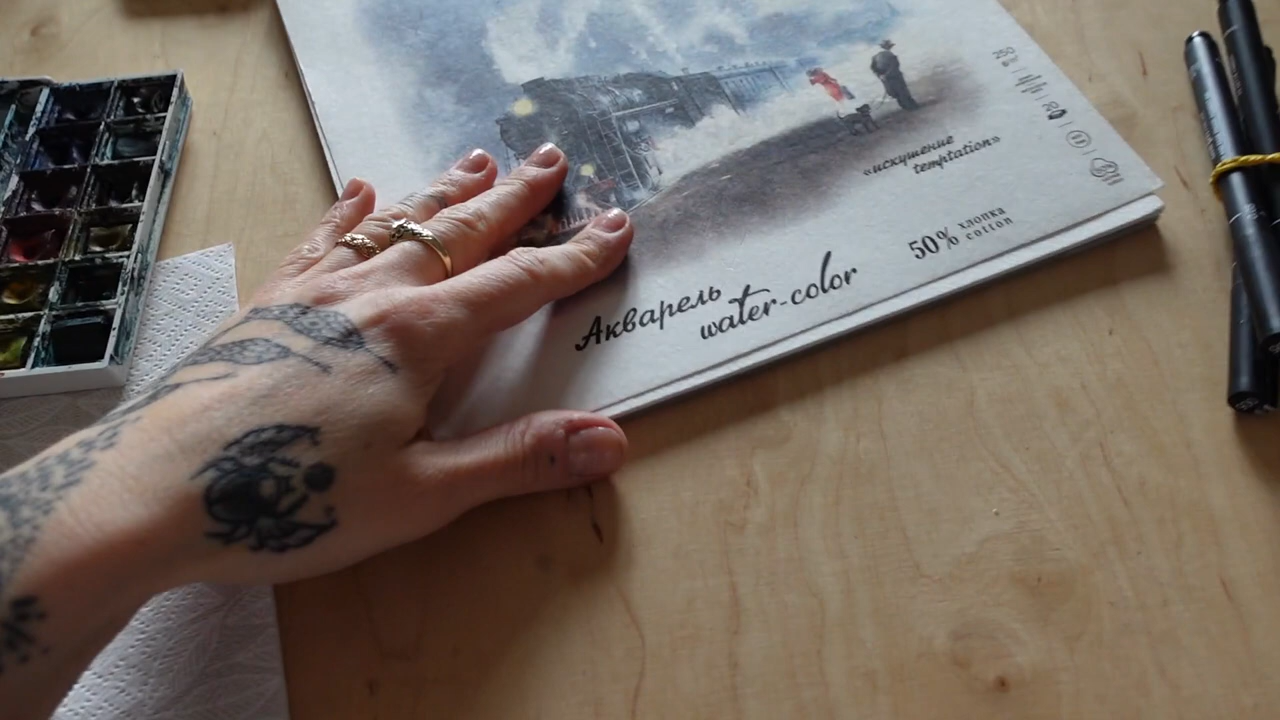 «искушение
temptation»
50% хлопка
cotton
Акварель
water-color